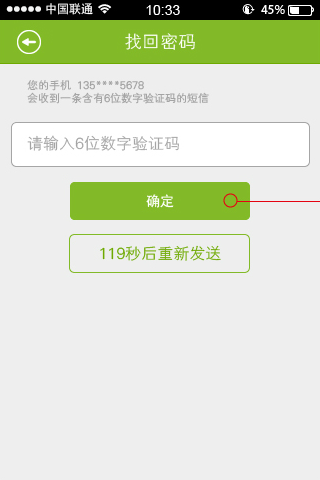 中国联通 10:33 45%
找回密码
您的手机 135****5678
会收到一条含有6位数字验证码的短信
请输入6位数字验证码
确定
119秒后重新发送